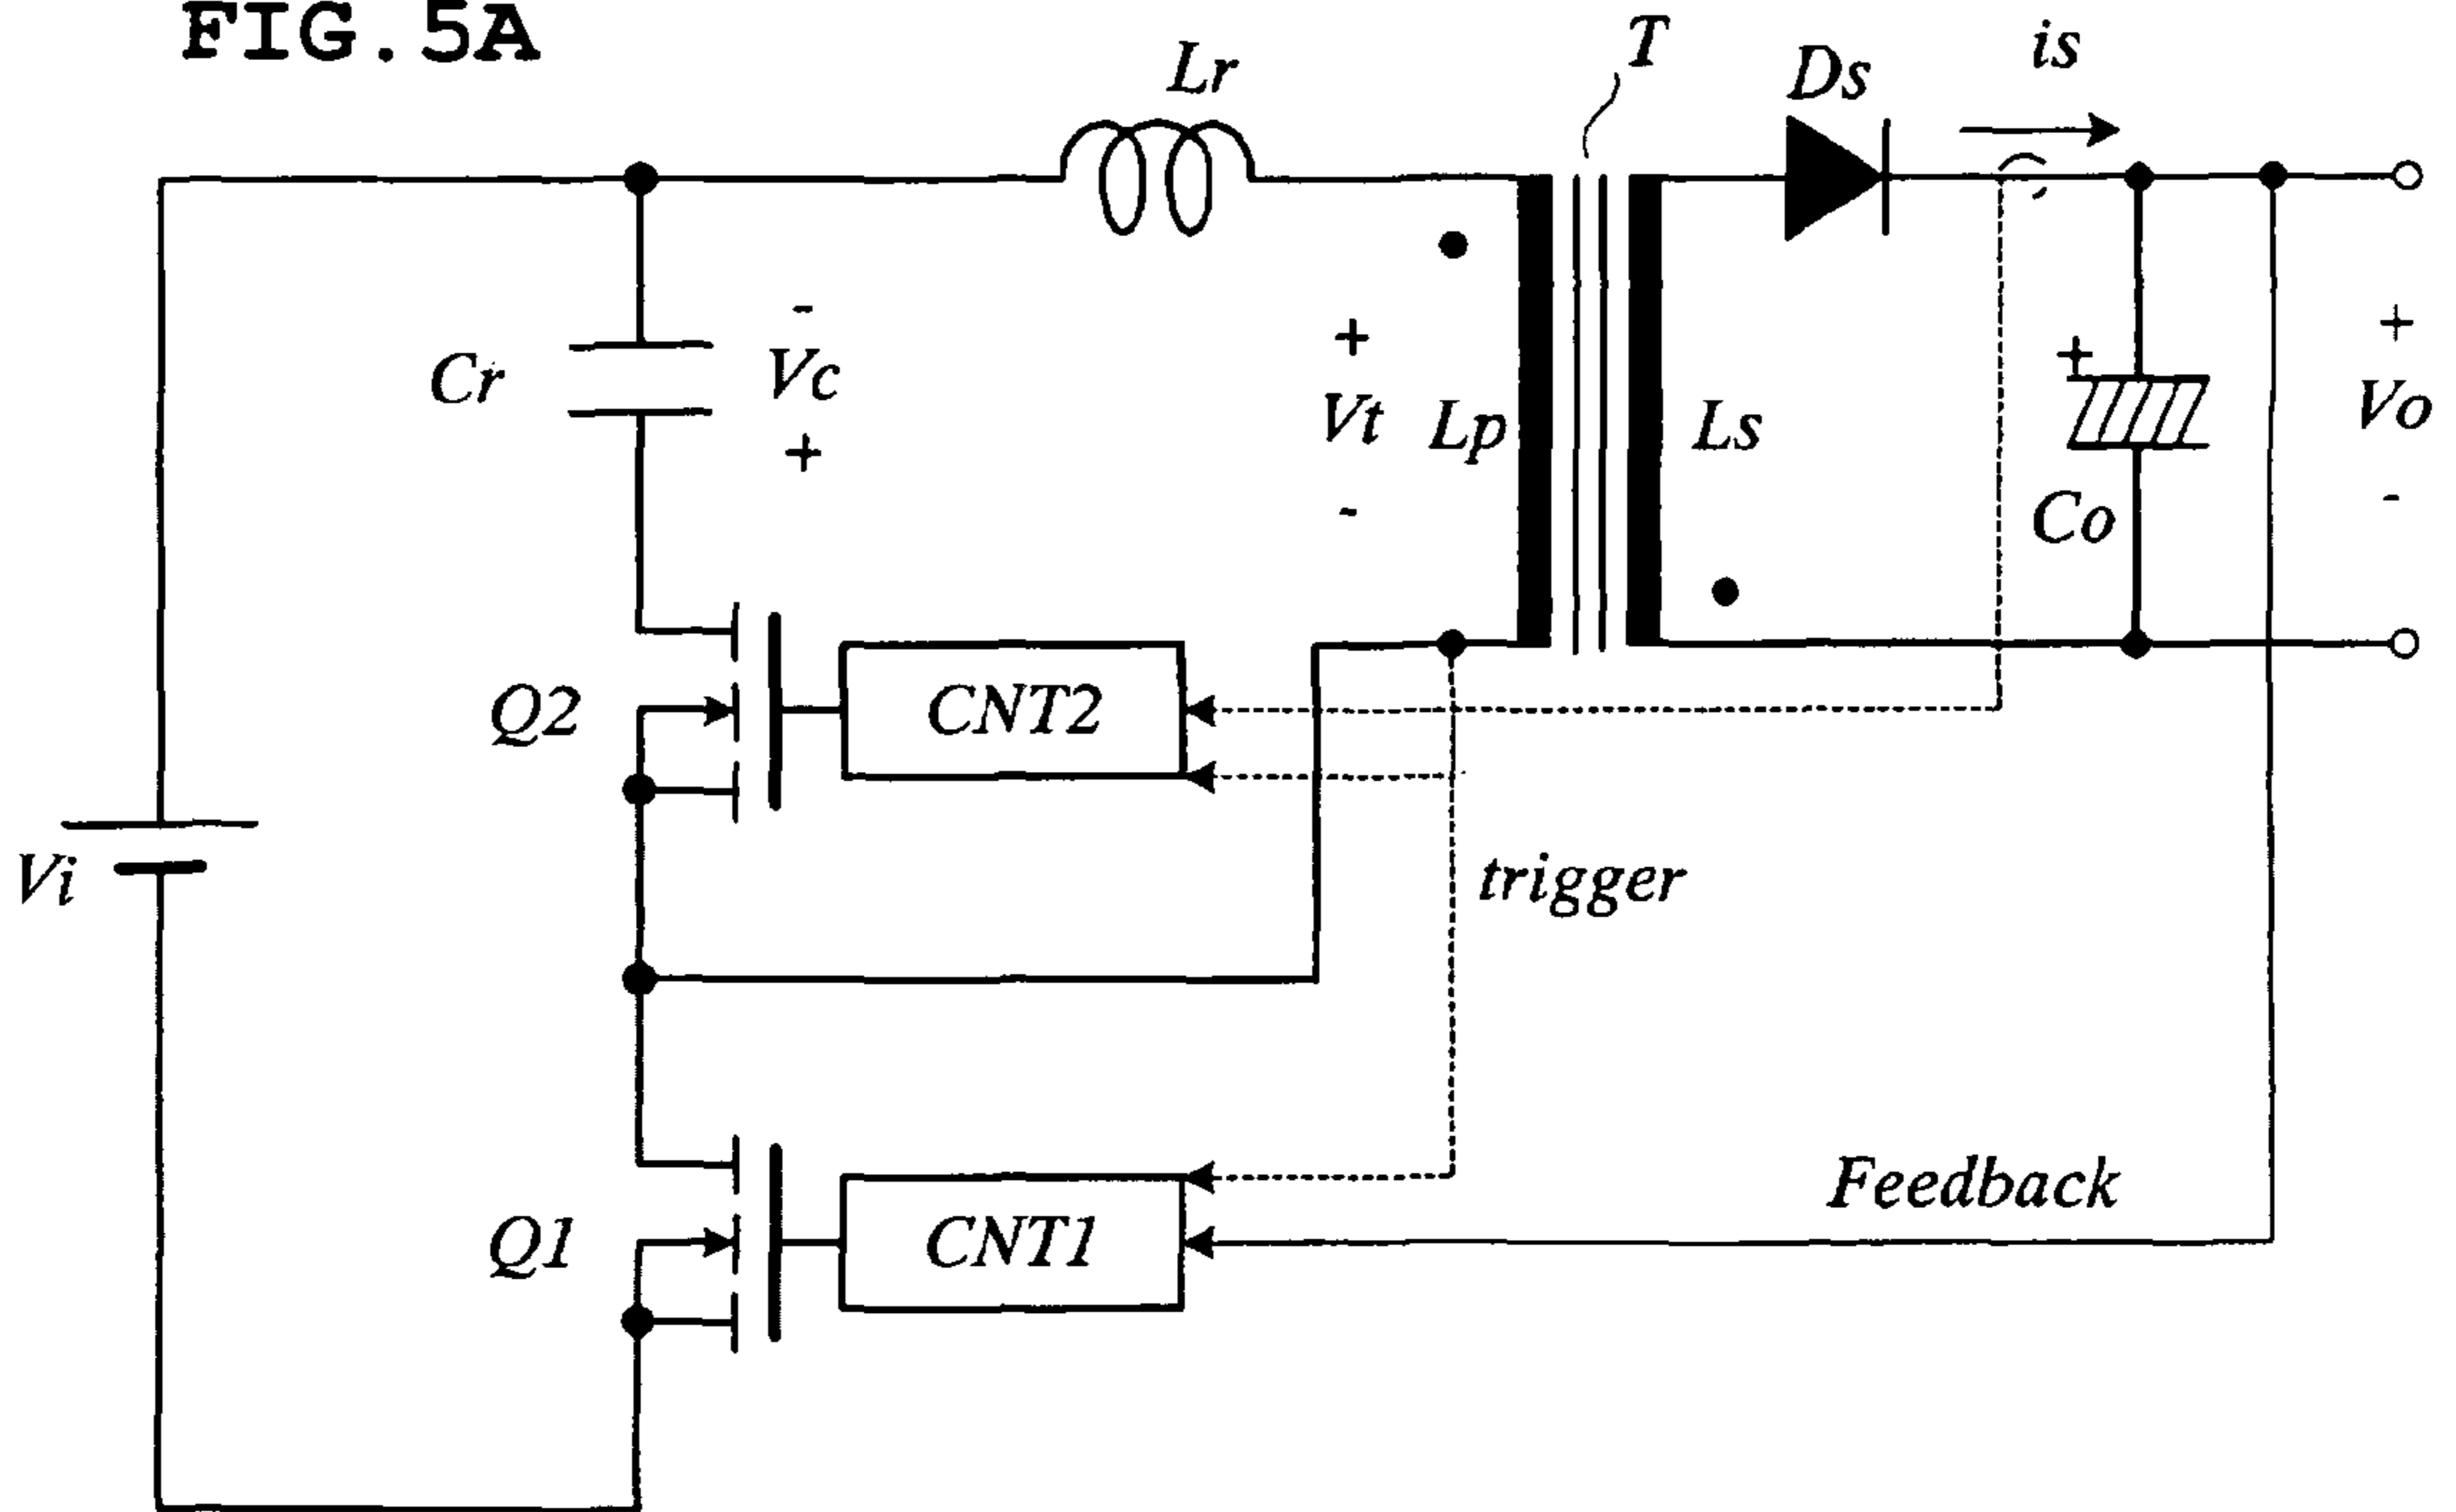 FIG.5A
Lr
T
Ds
is
-
Cr
Vc
+
+
Vt
-
Lp
Ls
+
Co
+
Vo
-
Q2
CNT2
Vi
trigger
Q1
CNT1
Feedback